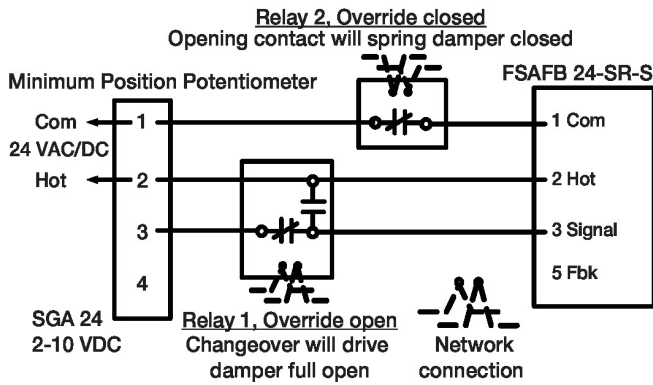 Relay 2, Override closed
Opening contact will spring damper closed
Minimum Position Potentiometer
FSAFB 24-SR-S
Com 1
1 Com
24 VAC/DC
Hot 2
2 Hot
3
3 Signal
4
5 Fbk
SGA 24
2-10 VDC
Relay 1, Override open
Changeover will drive
damper full open
Network
connection